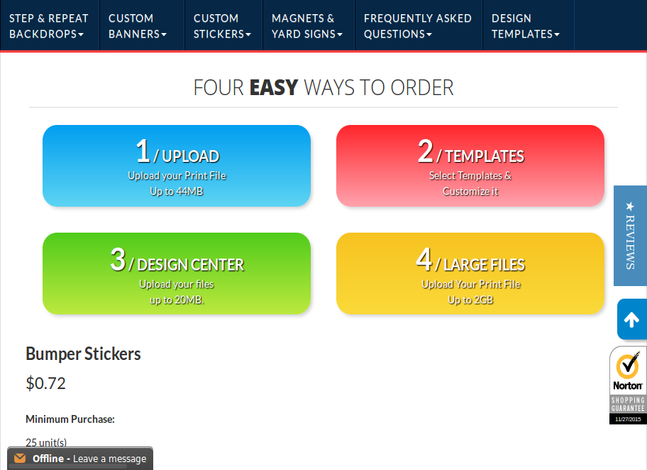 STEP & REPEAT
BACKDROPS
CUSTOM
BANNERS
CUSTOM
STICKERS
MAGNETS &
YARD SIGNS
FREQUENTLY ASKED
QUESTIONS
DESIGN
TEMPLATES
FOUR EASY WAYS TO ORDER
1 / UPLOAD
Upload your Print File
Up to 44MB
2 / TEMPLATES
Select Templates &
Customize it
3 / DESIGN CENTER
Upload your files
up to 20MB.
4 / LARGE FILES
Upload Your Print File
Up to 2GB
★ REVIEWS
Bumper Stickers
$0.72
Norton
SHOPPING
GUARANTEE
11/27/2015
Minimum Purchase:
25 unit(s)
Offline - Leave a message